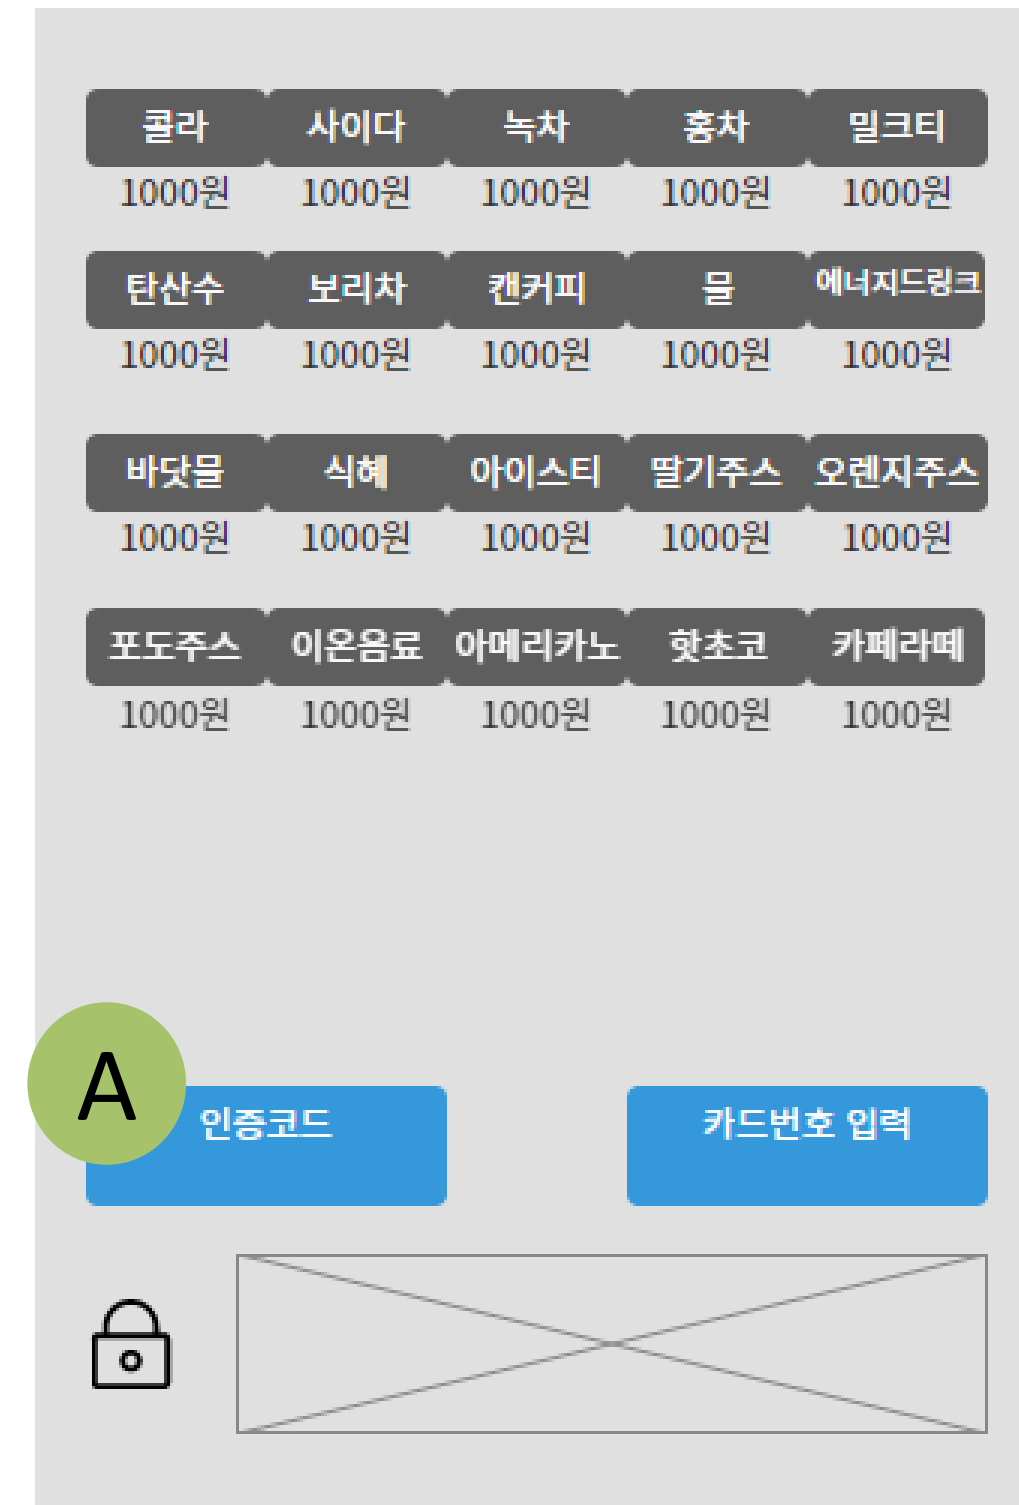 콜라 사이다 녹차 홍차 밀크티
1000원 1000원 1000원 1000원 1000원
탄산수 보리차 캔커피 물 에너지드링크
1000원 1000원 1000원 1000원 1000원
바닷물 식혜 아이스티 딸기주스 오렌지주스
1000원 1000원 1000원 1000원 1000원
포도주스 이온음료 아메리카노 핫초코 카페라떼
1000원 1000원 1000원 1000원 1000원
A
인증코드 카드번호 입력